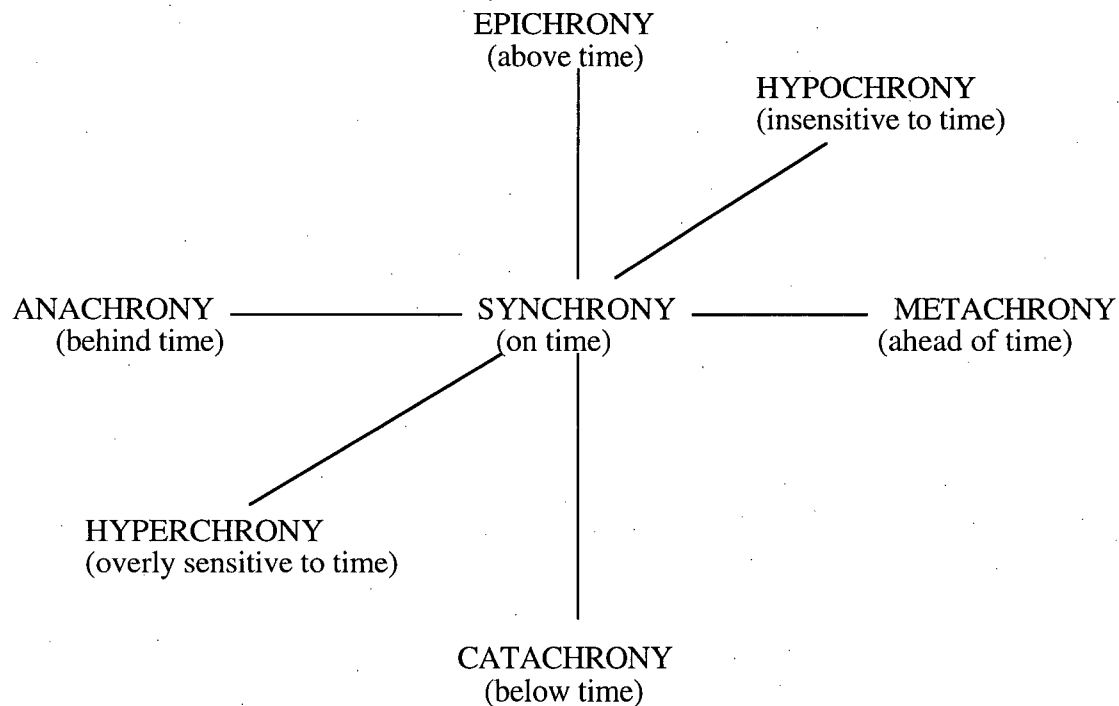 EPICHRONY
(above time)
HYPOCHRONY
(insensitive to time)
ANACHRONY
(behind time)
SYNCHRONY
(on time)
METACHRONY
(ahead of time)
HYPERCHRONY
(overly sensitive to time)
CATACHRONY
(below time)